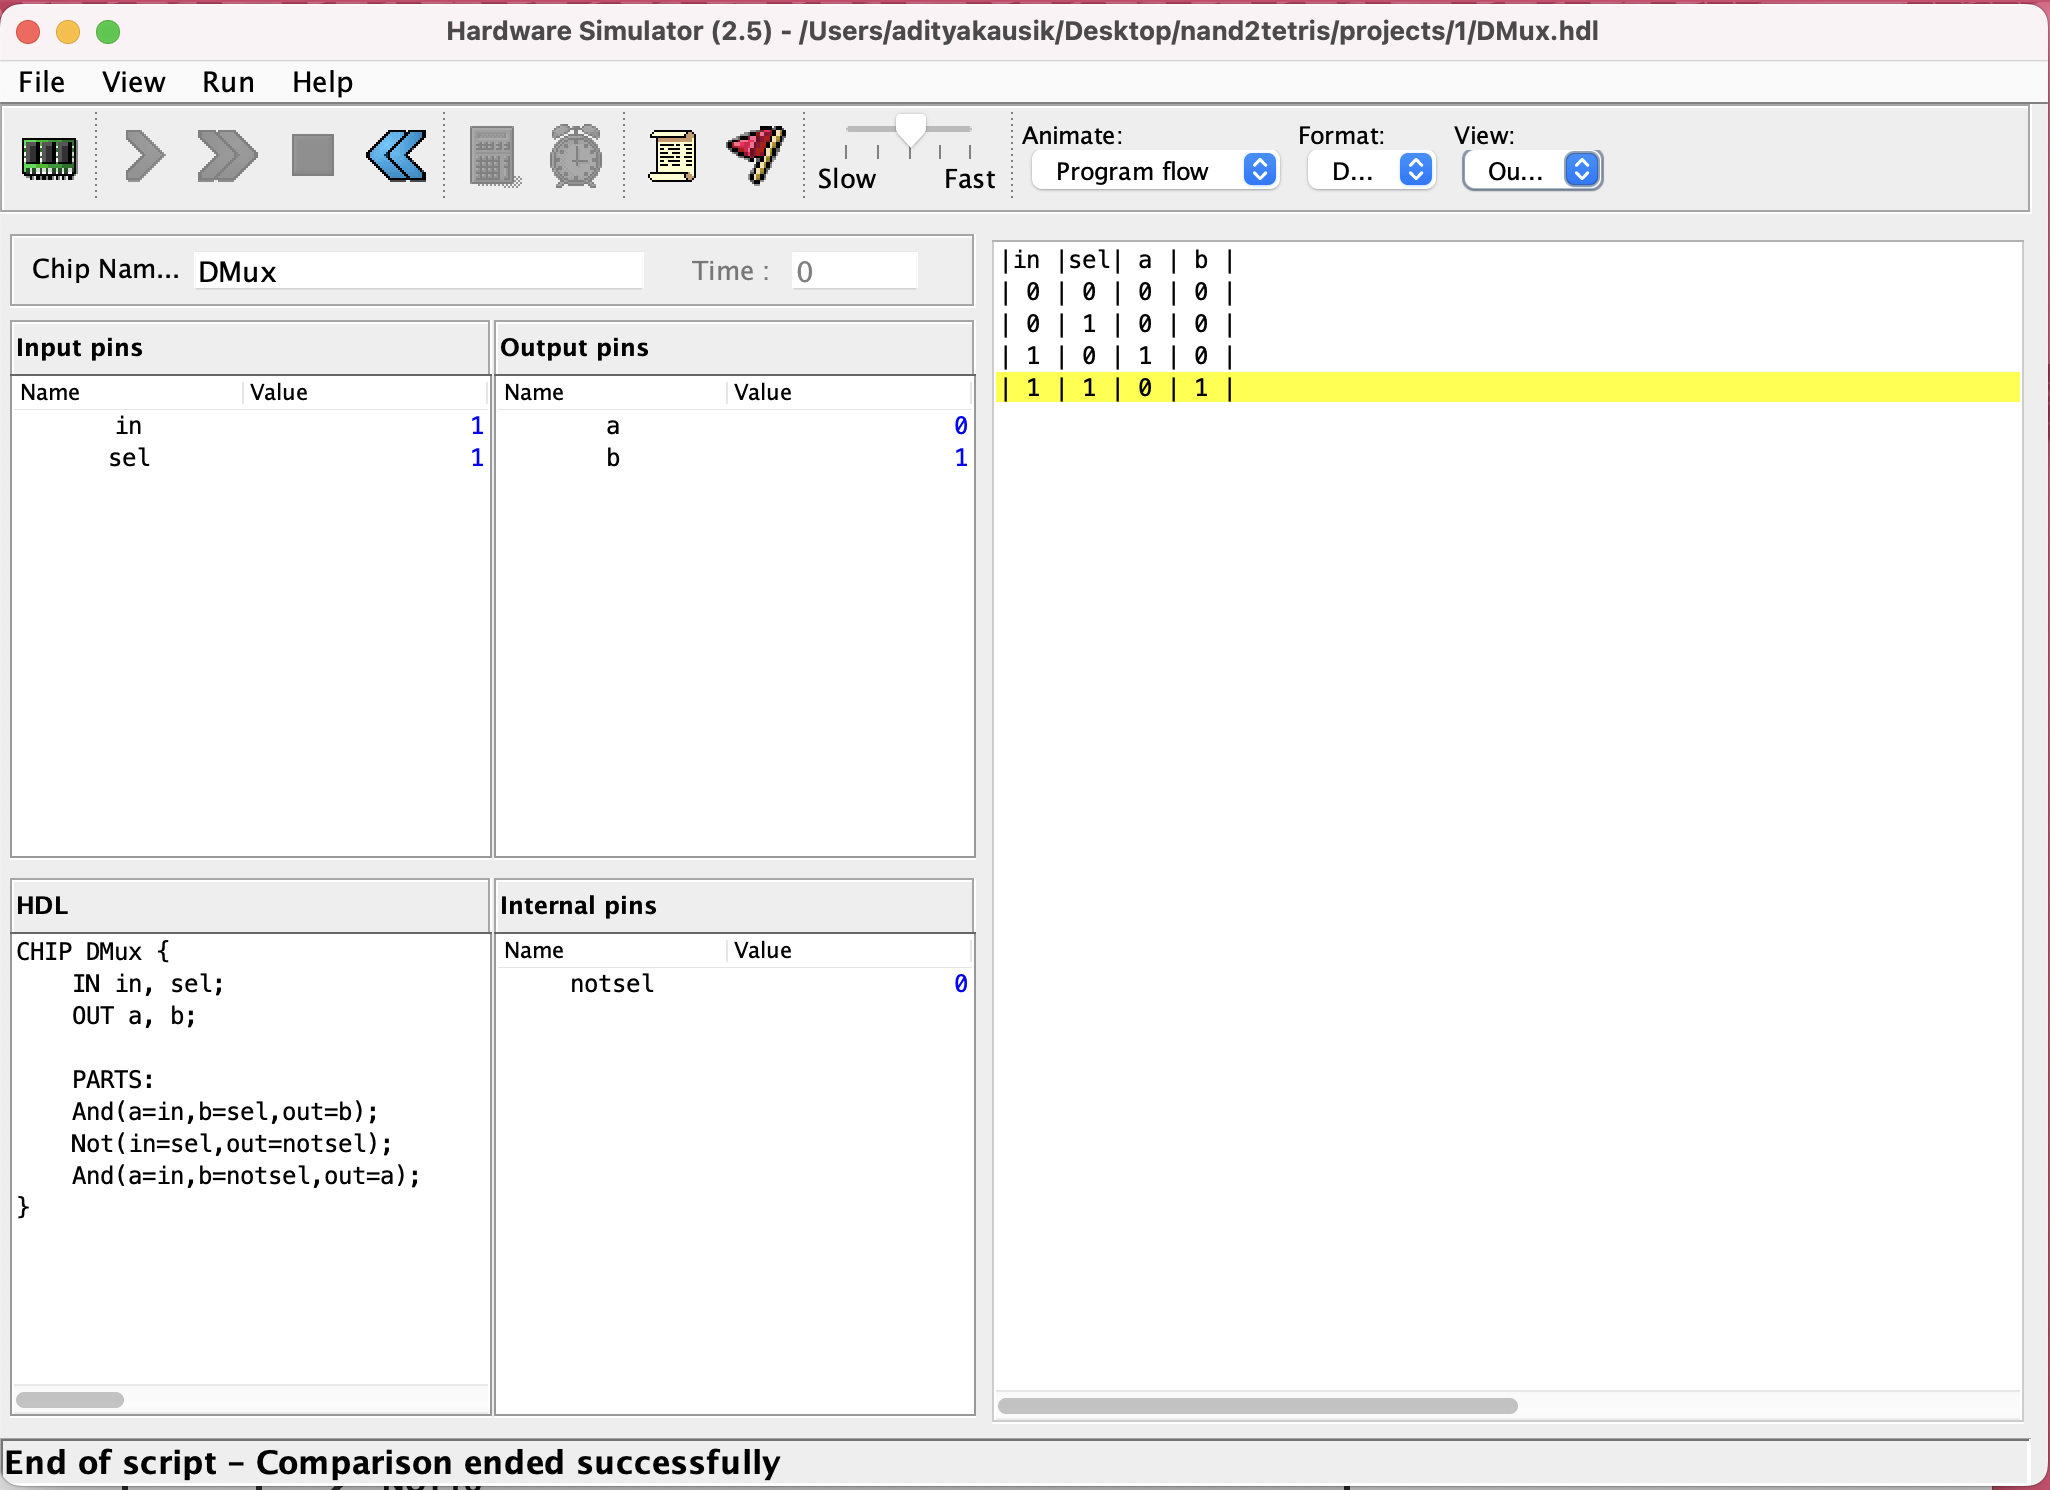 Hardware Simulator (2.5) - /Users/adityakausik/Desktop/nand2tetris/projects/1/DMux.hdl
File View Run Help
Slow Fast
Animate: Format: View:
Program flow D... Ou...
Chip Nam... DMux Time : 0
Input pins
Name Value
in 1
sel 1
Output pins
Name Value
a 0
b 1
HDL
CHIP DMux {
    IN in, sel;
    OUT a, b;
    PARTS:
    And(a=in,b=sel,out=b);
    Not(in=sel,out=notsel);
    And(a=in,b=notsel,out=a);
}
Internal pins
Name Value
notsel 0
|in |sel| a | b |
| 0 | 0 | 0 | 0 |
| 0 | 1 | 0 | 0 |
| 1 | 0 | 1 | 0 |
| 1 | 1 | 0 | 1 |
End of script – Comparison ended successfully